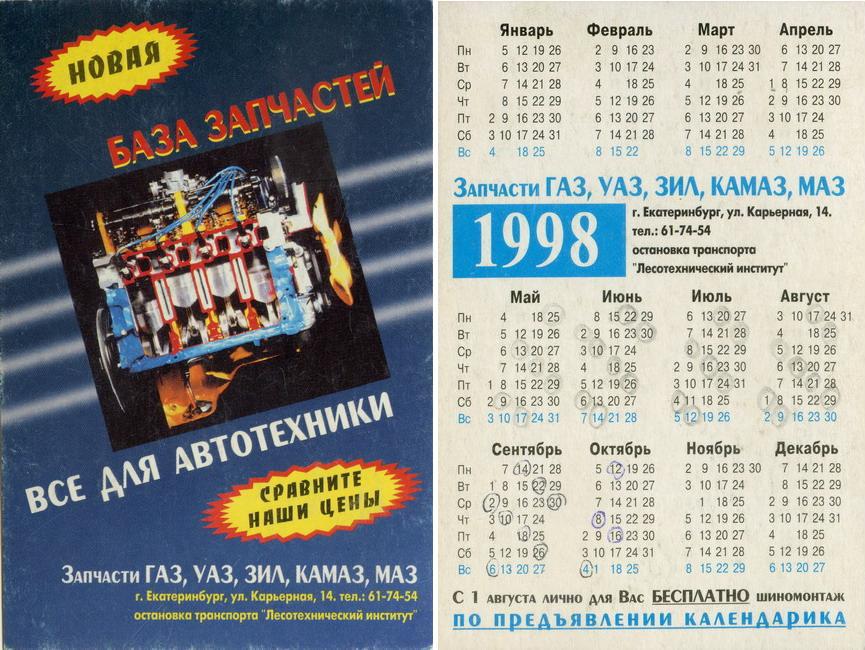 НОВАЯ
БАЗА ЗАПЧАСТЕЙ
ВСЕ ДЛЯ АВТОТЕХНИКИ
СРАВНИТЕ
НАШИ ЦЕНЫ
Запчасти ГАЗ, УАЗ, ЗИЛ, КАМАЗ, МАЗ
г. Екатеринбург, ул. Карьерная, 14. тел.: 61-74-54
остановка транспорта "Лесотехнический институт"
Январь Февраль Март Апрель
Пн 5 12 19 26 2 9 16 23 2 9 16 23 30 6 13 20 27
Вт 6 13 20 27 3 10 17 24 3 10 17 24 31 7 14 21 28
Ср 7 14 21 28 4 18 25 4 18 25 1 8 15 22 29
Чт 8 15 22 29 5 12 19 26 5 12 19 26 2 9 16 23 30
Пт 2 9 16 23 30 6 13 20 27 6 13 20 27 3 10 17 24
Сб 3 10 17 24 31 7 14 21 28 7 14 21 28 4 18 25
Вс 4 18 25 8 15 22 8 15 22 29 5 12 19 26
Запчасти ГАЗ, УАЗ, ЗИЛ, КАМАЗ, МАЗ
1998
г. Екатеринбург, ул. Карьерная, 14.
тел.: 61-74-54
остановка транспорта
"Лесотехнический институт"
Май Июнь Июль Август
Пн 4 18 25 8 15 22 29 6 13 20 27 3 10 17 24 31
Вт 5 12 19 26 2 9 16 23 30 7 14 21 28 4 18 25
Ср 6 13 20 27 3 10 17 24 8 15 22 29 5 12 19 26
Чт 7 14 21 28 4 18 25 2 9 16 23 30 6 13 20 27
Пт 1 8 15 22 29 5 12 19 26 3 10 17 24 31 7 14 21 28
Сб 2 9 16 23 30 6 13 20 27 4 11 18 25 1 8 15 22 29
Вс 3 10 17 24 31 7 14 21 28 5 12 19 26 2 9 16 23 30
Сентябрь Октябрь Ноябрь Декабрь
Пн 7 14 21 28 5 12 19 26 2 9 16 23 30 7 14 21 28
Вт 1 8 15 22 29 6 13 20 27 3 10 17 24 1 8 15 22 29
Ср 2 9 16 23 30 7 14 21 28 1 18 25 2 9 16 23 30
Чт 3 10 17 24 8 15 22 29 5 12 19 26 3 10 17 24 31
Пт 4 18 25 2 9 16 23 30 6 13 20 27 4 18 25
Сб 5 12 19 26 3 10 17 24 31 7 14 21 28 5 12 19 26
Вс 6 13 20 27 4 1 18 25 8 15 22 29 6 13 20 27
С 1 августа лично для Вас БЕСПЛАТНО шиномонтаж
ПО ПРЕДЪЯВЛЕНИИ КАЛЕНДАРИКА